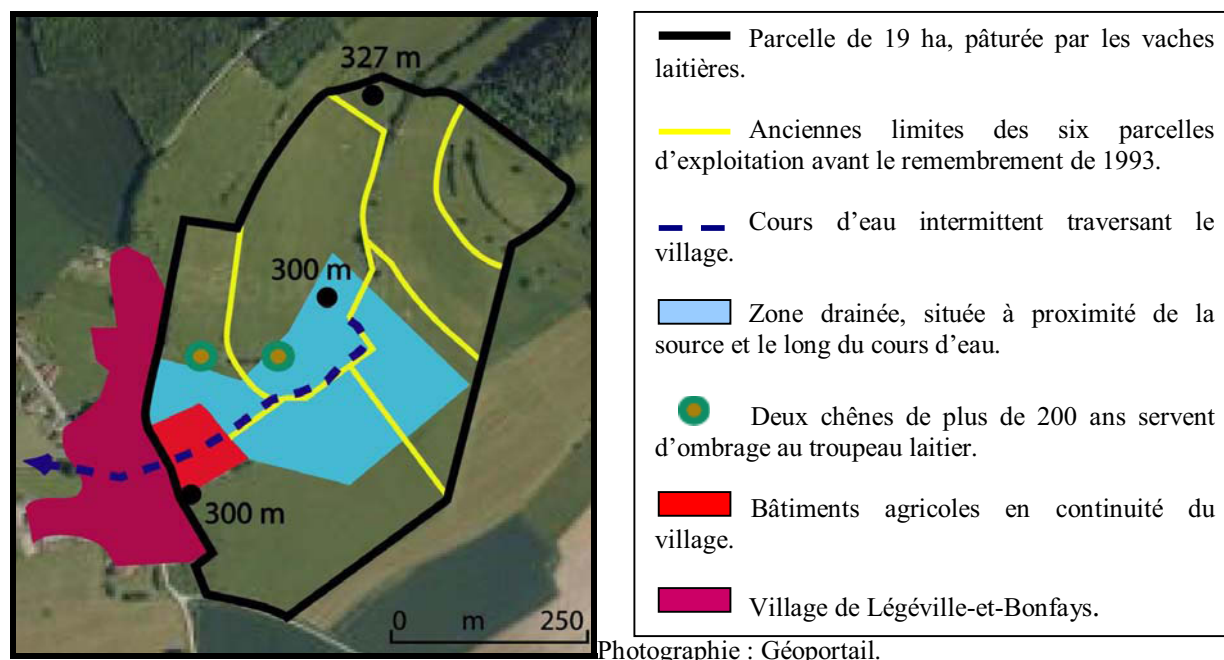 327 m
300 m
300 m
0 m 250
Parcelle de 19 ha, pâturée par les vaches
laitières.
Anciennes limites des six parcelles
d'exploitation avant le remembrement de 1993.
Cours d'eau intermittent traversant le
village.
Zone drainée, située à proximité de la
source et le long du cours d'eau.
Deux chênes de plus de 200 ans servent
d'ombrage au troupeau laitier.
Bâtiments agricoles en continuité du
village.
Village de Légéville-et-Bonfays.
Photographie : Géoportail.